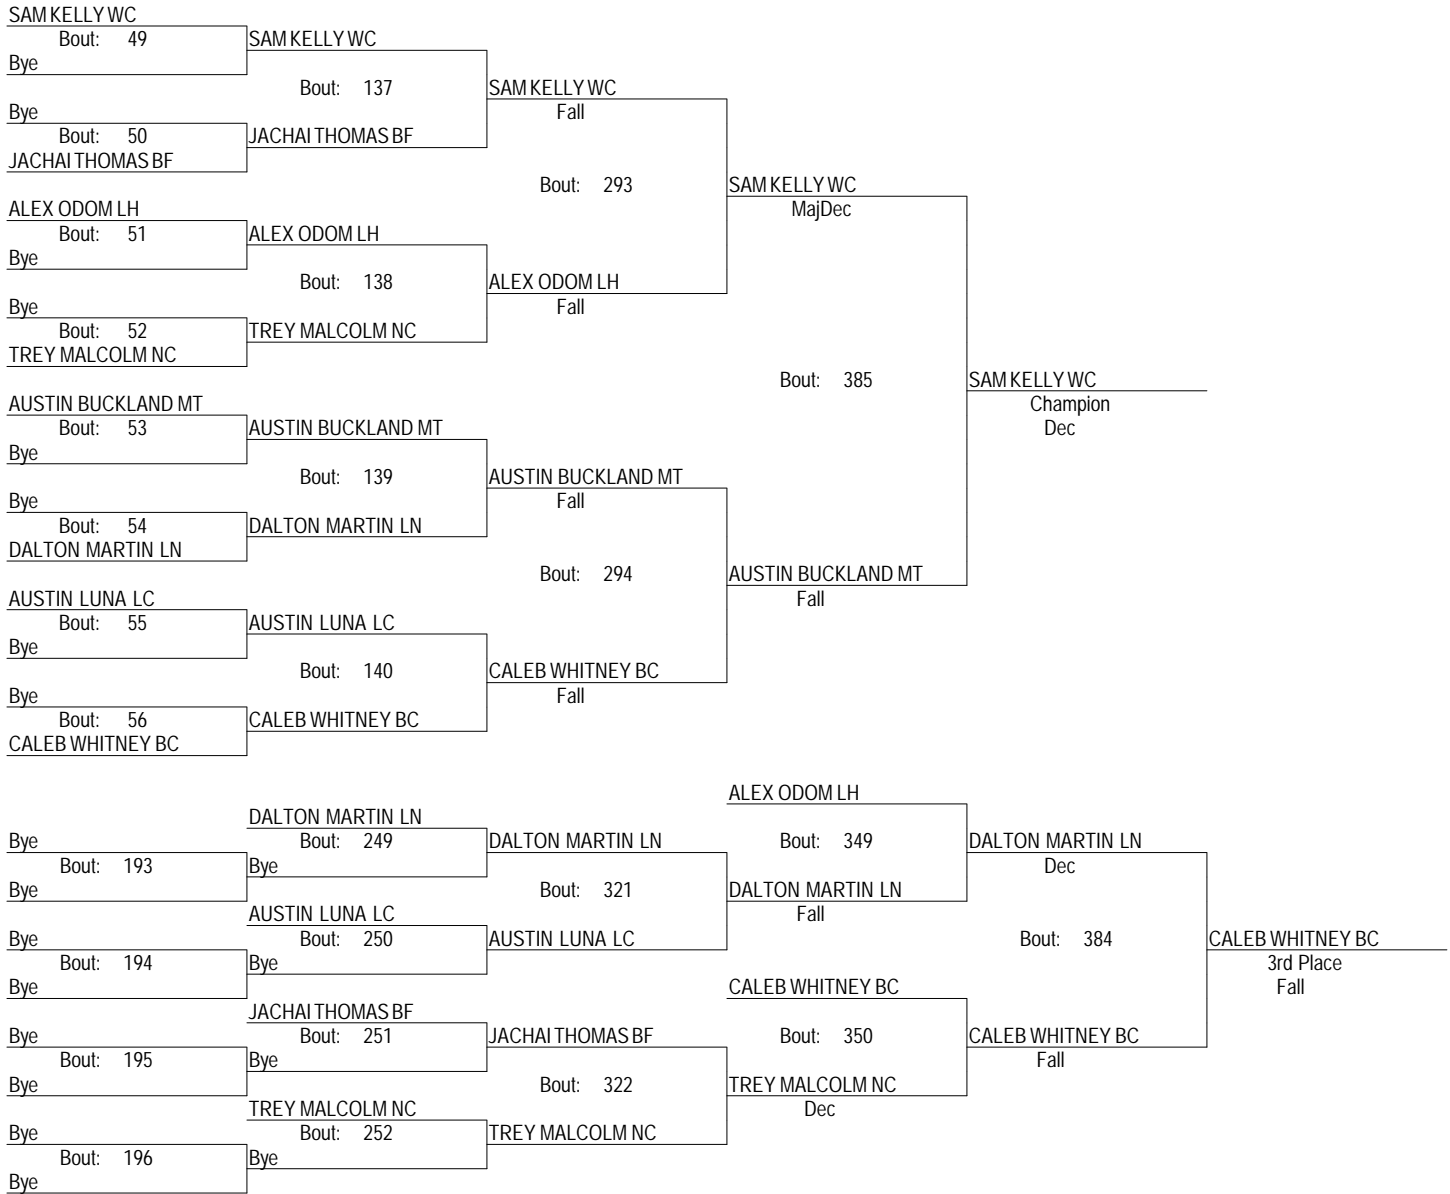 SAM KELLY WC
Bout: 49
SAM KELLY WC
Bye
Bout: 137
SAM KELLY WC
Bye
Fall
Bout: 50
JACHAI THOMAS BF
JACHAI THOMAS BF
Bout: 293
SAM KELLY WC
ALEX ODOM LH
MajDec
Bout: 51
ALEX ODOM LH
Bye
Bout: 138
ALEX ODOM LH
Bye
Fall
Bout: 52
TREY MALCOLM NC
TREY MALCOLM NC
Bout: 385
SAM KELLY WC
AUSTIN BUCKLAND MT
Champion
Bout: 53
AUSTIN BUCKLAND MT
Dec
Bye
Bout: 139
AUSTIN BUCKLAND MT
Bye
Fall
Bout: 54
DALTON MARTIN LN
DALTON MARTIN LN
Bout: 294
AUSTIN BUCKLAND MT
AUSTIN LUNA LC
Fall
Bout: 55
AUSTIN LUNA LC
Bye
Bout: 140
CALEB WHITNEY BC
Bye
Fall
Bout: 56
CALEB WHITNEY BC
CALEB WHITNEY BC
ALEX ODOM LH
DALTON MARTIN LN
Bye
Bout: 249
DALTON MARTIN LN
Bout: 349
DALTON MARTIN LN
Bout: 193
Bye
Dec
Bye
Bout: 321
DALTON MARTIN LN
AUSTIN LUNA LC
Fall
Bye
Bout: 250
AUSTIN LUNA LC
Bout: 384
CALEB WHITNEY BC
Bout: 194
Bye
3rd Place
Bye
CALEB WHITNEY BC
Fall
JACHAI THOMAS BF
Bye
Bout: 251
JACHAI THOMAS BF
Bout: 350
CALEB WHITNEY BC
Bout: 195
Bye
Fall
Bye
Bout: 322
TREY MALCOLM NC
TREY MALCOLM NC
Dec
Bye
Bout: 252
TREY MALCOLM NC
Bout: 196
Bye
Bye